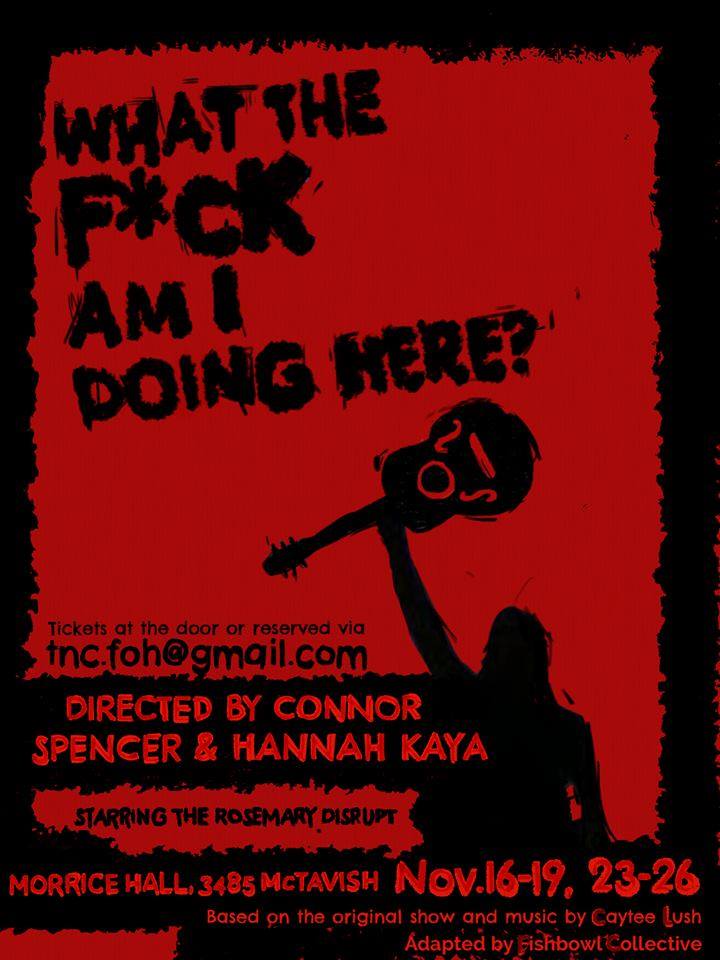 WHAT THE
F*CK
AM I
DOING HERE?
Tickets at the door or reserved via
tnc.foh@gmail.com
DIRECTED BY CONNOR
SPENCER & HANNAH KAYA
STARRING THE ROSEMARY DISRUPT
MORRICE HALL, 3485 McTAVISH Nov.16-19, 23-26
Based on the original show and music by Caytee Lush
Adapted by Fishbowl Collective